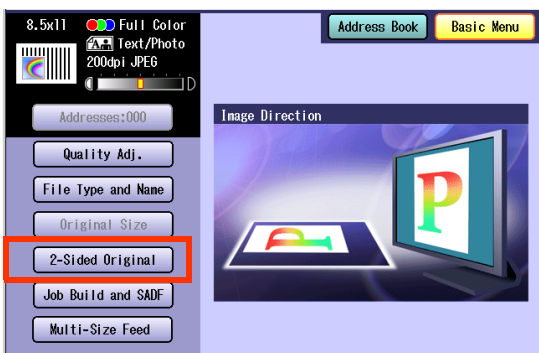 8.5x11 Full Color
Text/Photo
200dpi JPEG
Address Book
Basic Menu
Addresses:000
Quality Adj.
File Type and Name
Original Size
2-Sided Original
Job Build and SADF
Multi-Size Feed
Image Direction
P
P